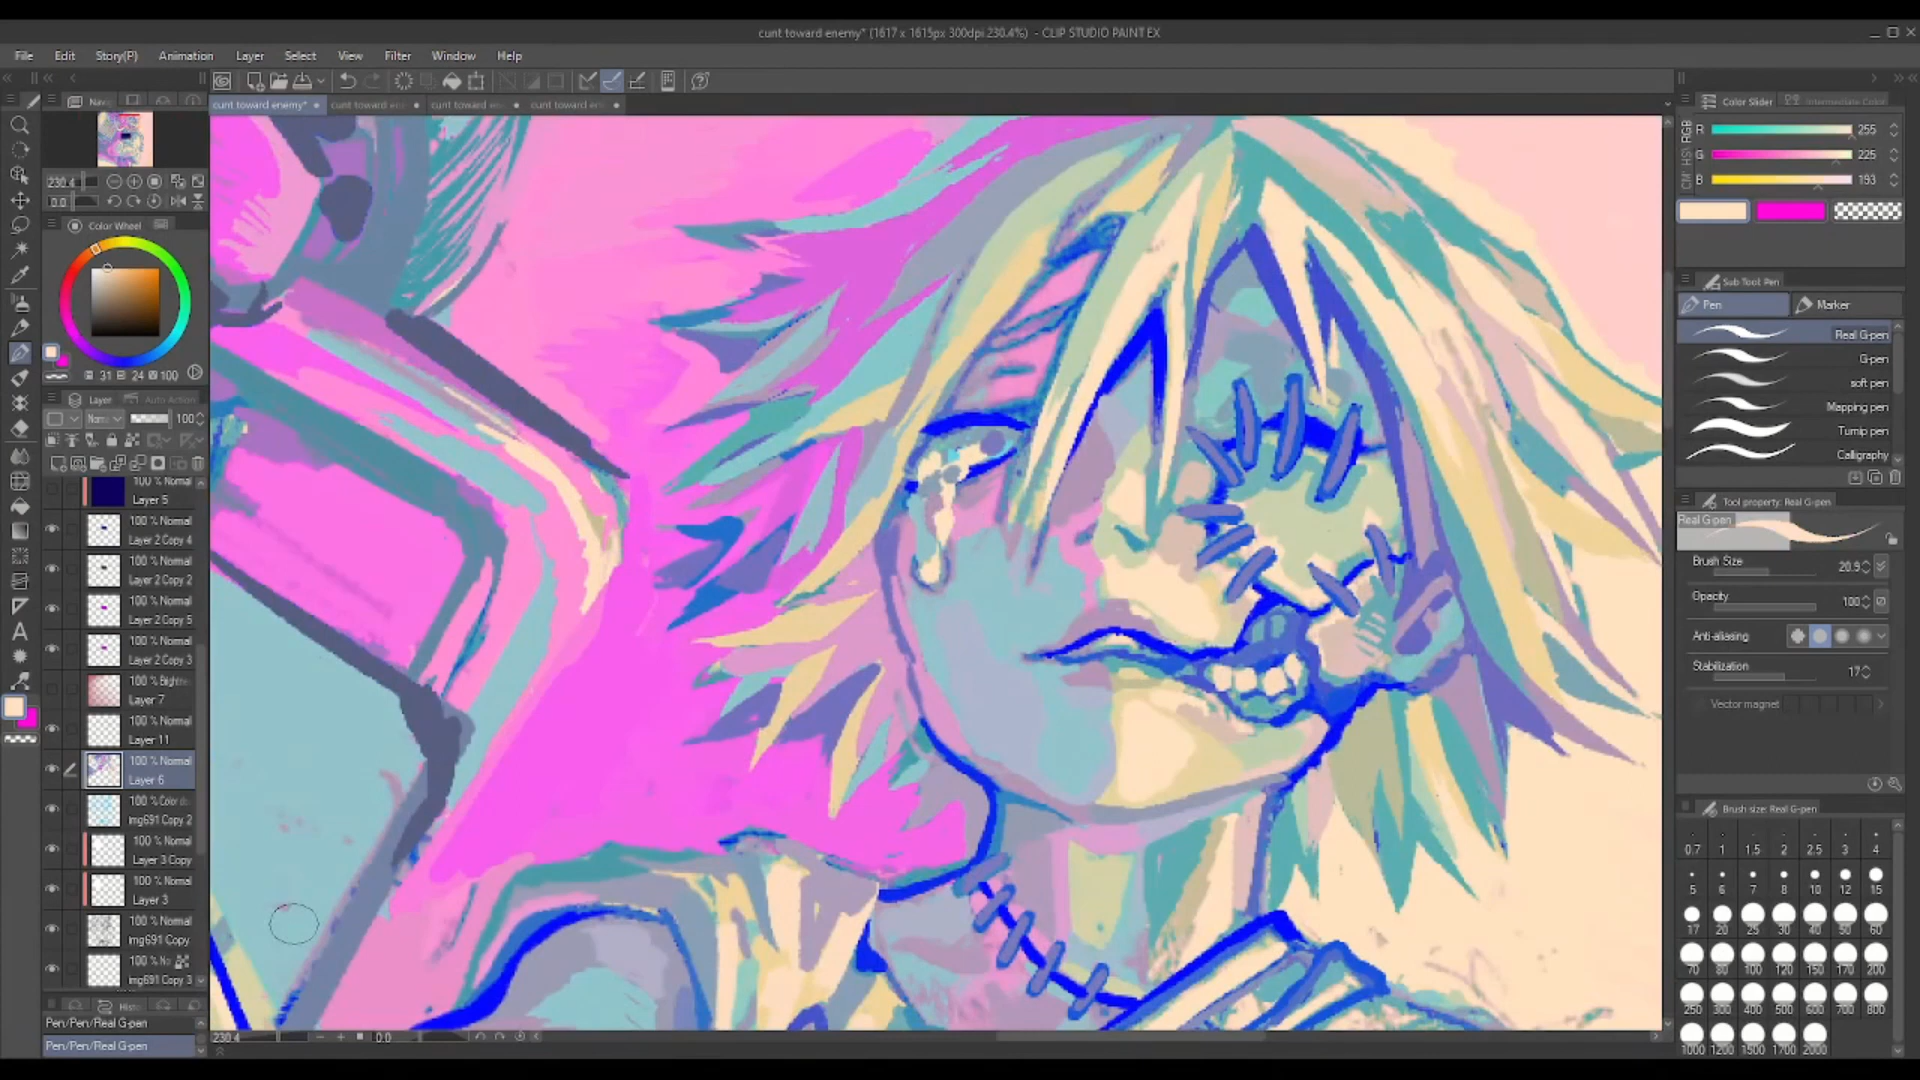 cunt toward enemy* (1617 x 1615px 300dpi 230.4%) - CLIP STUDIO PAINT EX
File Edit Story(P) Animation Layer Select View Filter Window Help
cunt toward enemy* cunt toward cunt toward cunt toward
230.4
0.0
Color Wheel
31 24 100
Layer Auto Action
100
100 % Normal
Layer 5
100 % Normal
Layer 2 Copy 4
100 % Normal
Layer 2 Copy 2
100 % Normal
Layer 2 Copy 5
100 % Normal
Layer 2 Copy 3
100 % Brightne
Layer 7
100 % Normal
Layer 11
100 % Normal
Layer 6
100 % Color d
img691 Copy 2
100 % Normal
Layer 3 Copy
100 % Normal
Layer 3
100 % Normal
img691 Copy
100 % No
img691 Copy 3
Pen/Pen/Real G-pen
Pen/Pen/Real G-pen
230.4 0.0
Color Slider Intermediate Color
RGB
R 255
G 225
B 193
Sub Tool Pen
Pen Marker
Real G-pen
G-pen
soft pen
Mapping pen
Turnip pen
Calligraphy
Tool property: Real G-pen
Real G-pen
Brush Size 20.9
Opacity 100
Anti-aliasing
Stabilization 17
Vector magnet
Brush size: Real G-pen
0.7 1 1.5 2 2.5 3 4
5 6 7 8 10 12 15
17 20 25 30 40 50 60
70 80 100 120 150 170 200
250 300 400 500 600 700 800
1000 1200 1500 1700 2000